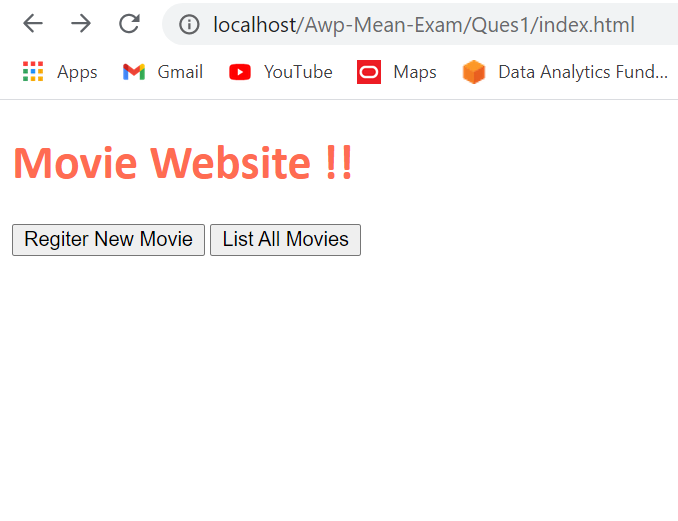 localhost/Awp-Mean-Exam/Ques1/index.html
Apps Gmail YouTube Maps Data Analytics Fund...
Movie Website !!
Regiter New Movie List All Movies